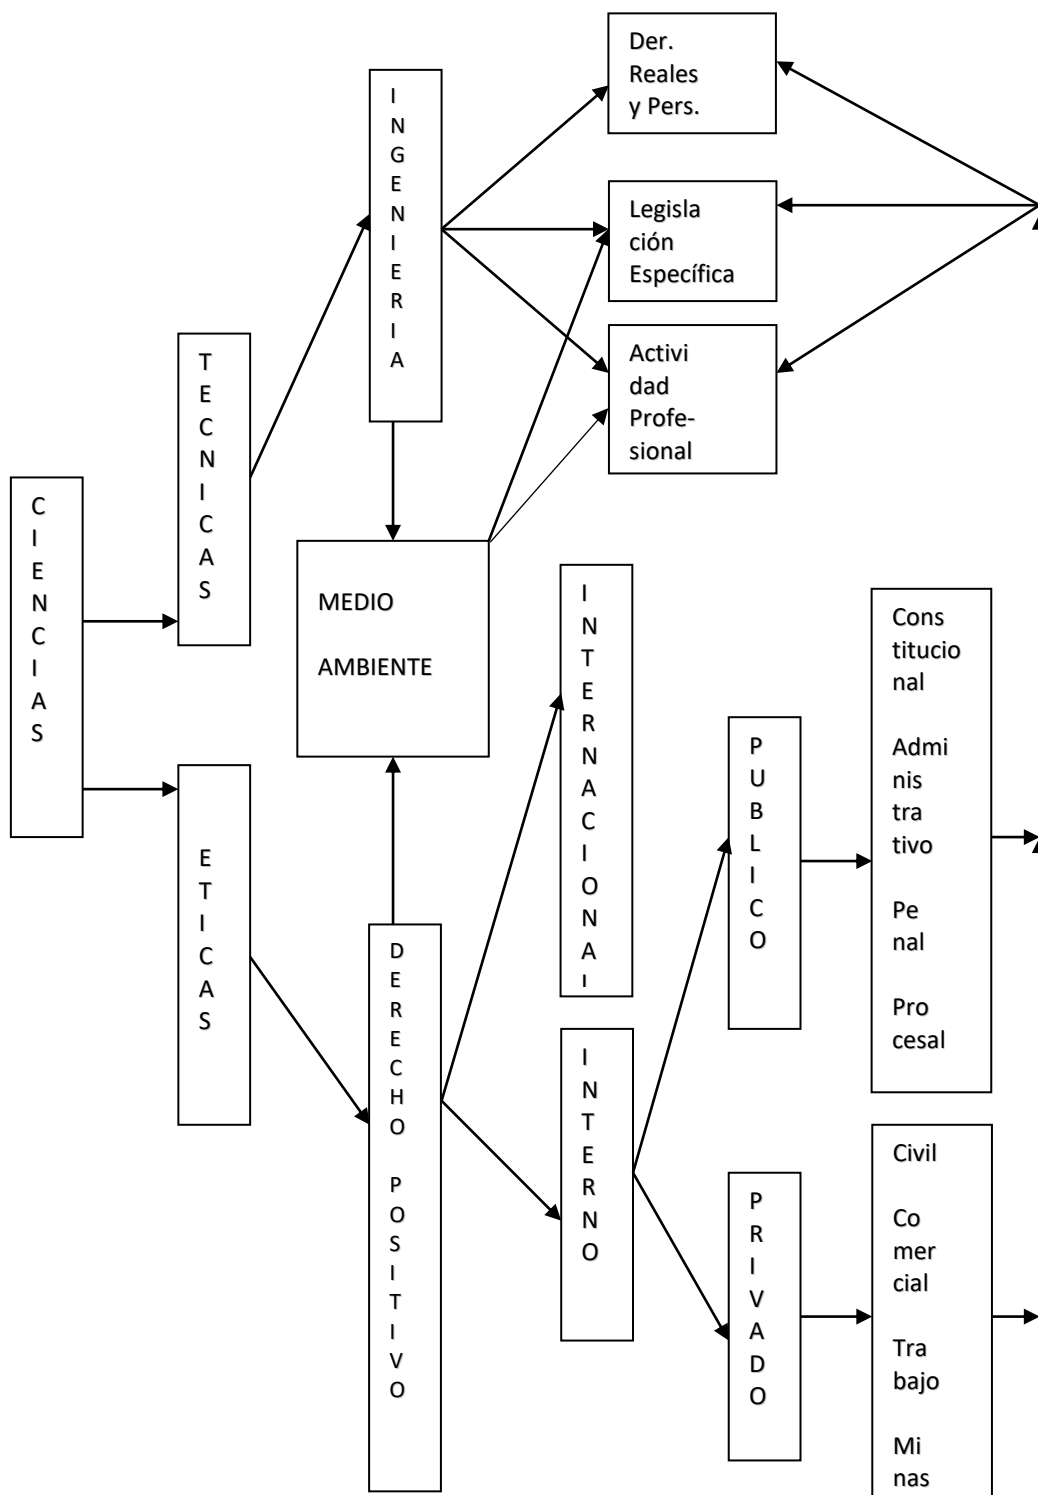 Der.
Reales
y Pers.
INGENIERIA
Legisla
ción
Específica
Activi
dad
Profe-
sional
TECNICAS
CIENCIAS
MEDIO
AMBIENTE
INTERNACIONAL
Cons
titucio
nal
Admi
nis
tra
tivo
Pe
nal
Pro
cesal
PUBLICO
ETICAS
DERECHO POSITIVO
INTERNO
PRIVADO
Civil
Co
mer
cial
Tra
bajo
Mi
nas